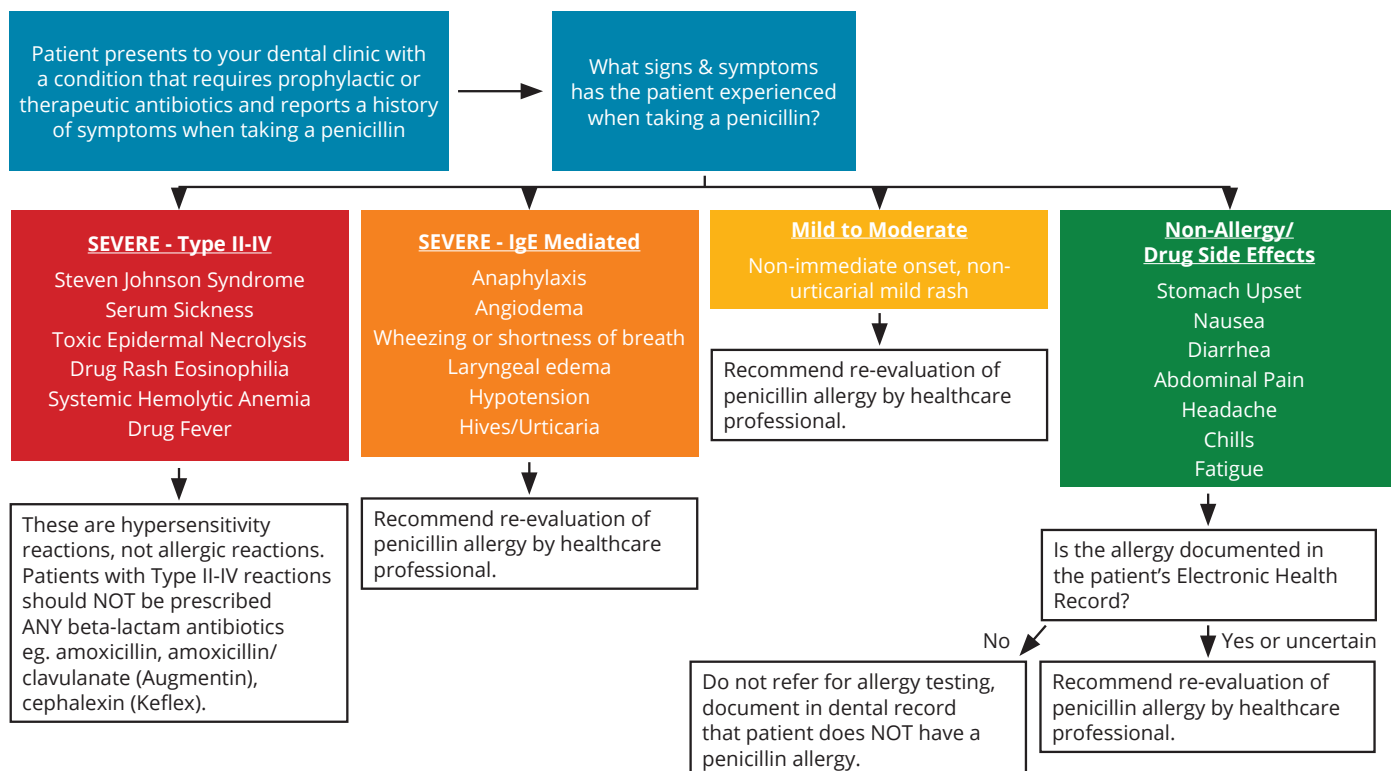 Patient presents to your dental clinic with
a condition that requires prophylactic or
therapeutic antibiotics and reports a history
of symptoms when taking a penicillin
What signs & symptoms
has the patient experienced
when taking a penicillin?
SEVERE - Type II-IV
Steven Johnson Syndrome
Serum Sickness
Toxic Epidermal Necrolysis
Drug Rash Eosinophilia
Systemic Hemolytic Anemia
Drug Fever
These are hypersensitivity
reactions, not allergic reactions.
Patients with Type II-IV reactions
should NOT be prescribed
ANY beta-lactam antibiotics
eg. amoxicillin, amoxicillin/
clavulanate (Augmentin),
cephalexin (Keflex).
SEVERE - IgE Mediated
Anaphylaxis
Angiodema
Wheezing or shortness of breath
Laryngeal edema
Hypotension
Hives/Urticaria
Recommend re-evaluation of
penicillin allergy by healthcare
professional.
Mild to Moderate
Non-immediate onset, non-
urticarial mild rash
Recommend re-evaluation of
penicillin allergy by healthcare
professional.
Non-Allergy/
Drug Side Effects
Stomach Upset
Nausea
Diarrhea
Abdominal Pain
Headache
Chills
Fatigue
Is the allergy documented in
the patient's Electronic Health
Record?
No
Yes or uncertain
Do not refer for allergy testing,
document in dental record
that patient does NOT have a
penicillin allergy.
Recommend re-evaluation of
penicillin allergy by healthcare
professional.